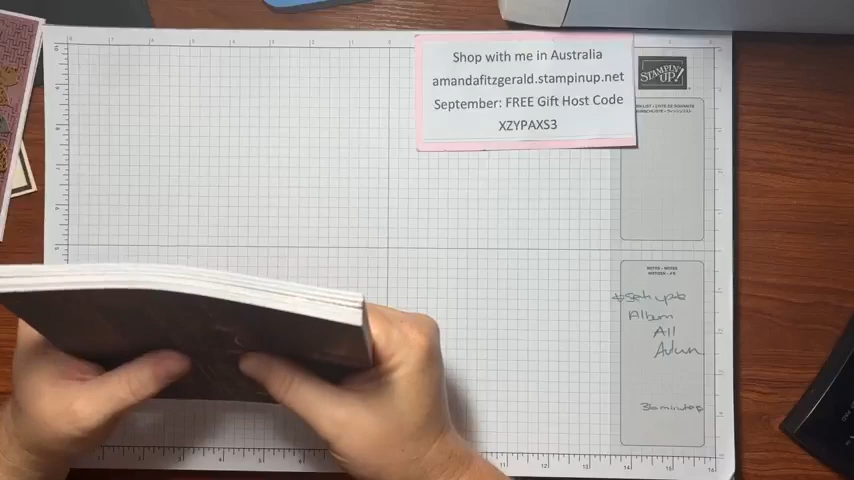 Shop with me in Australia
amandafitzgerald.stampinup.net
September: FREE Gift Host Code
XZYPAXS3
STAMPIN' UP!
Album
All